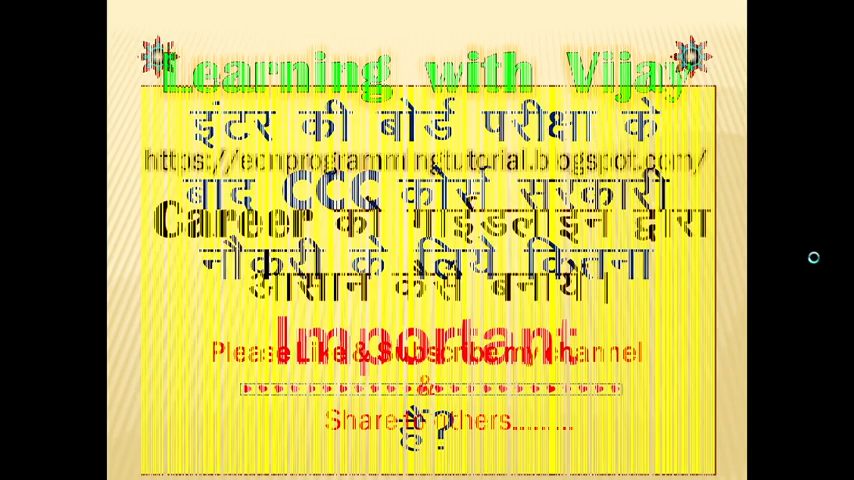 Learning with Vijay
इंटर की बोर्ड परीक्षा के
https://ecnprogrammingtutorial.blogspot.com/
बाद CCC कोर्स सरकारी
Career को गाइडलाइन द्वारा
नौकरी के लिये कितना
आसान कैसे बनाये।
Important
Please Like & Subscribe my channel
&
है?
Share to others.........